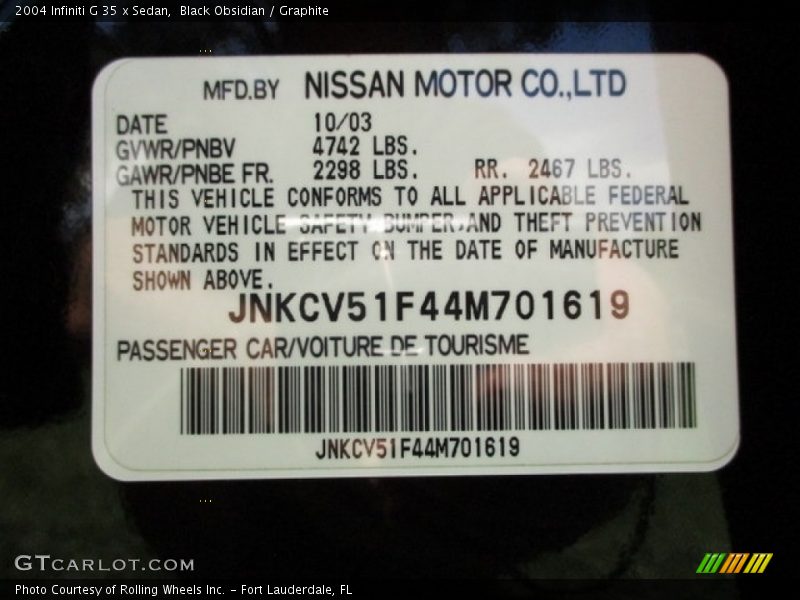 2004 Infiniti G 35 x Sedan,  Black Obsidian / Graphite
MFD.BY NISSAN MOTOR CO.,LTD
DATE 10/03
GVWR/PNBV 4742 LBS.
GAWR/PNBE FR. 2298 LBS. RR. 2467 LBS.
THIS VEHICLE CONFORMS TO ALL APPLICABLE FEDERAL
MOTOR VEHICLE SAFETY,BUMPER,AND THEFT PREVENTION
STANDARDS IN EFFECT ON THE DATE OF MANUFACTURE
SHOWN ABOVE.
JNKCV51F44M701619
PASSENGER CAR/VOITURE DE TOURISME
JNKCV51F44M701619
GTCARLOT.COM
Photo Courtesy of Rolling Wheels Inc. - Fort Lauderdale, FL